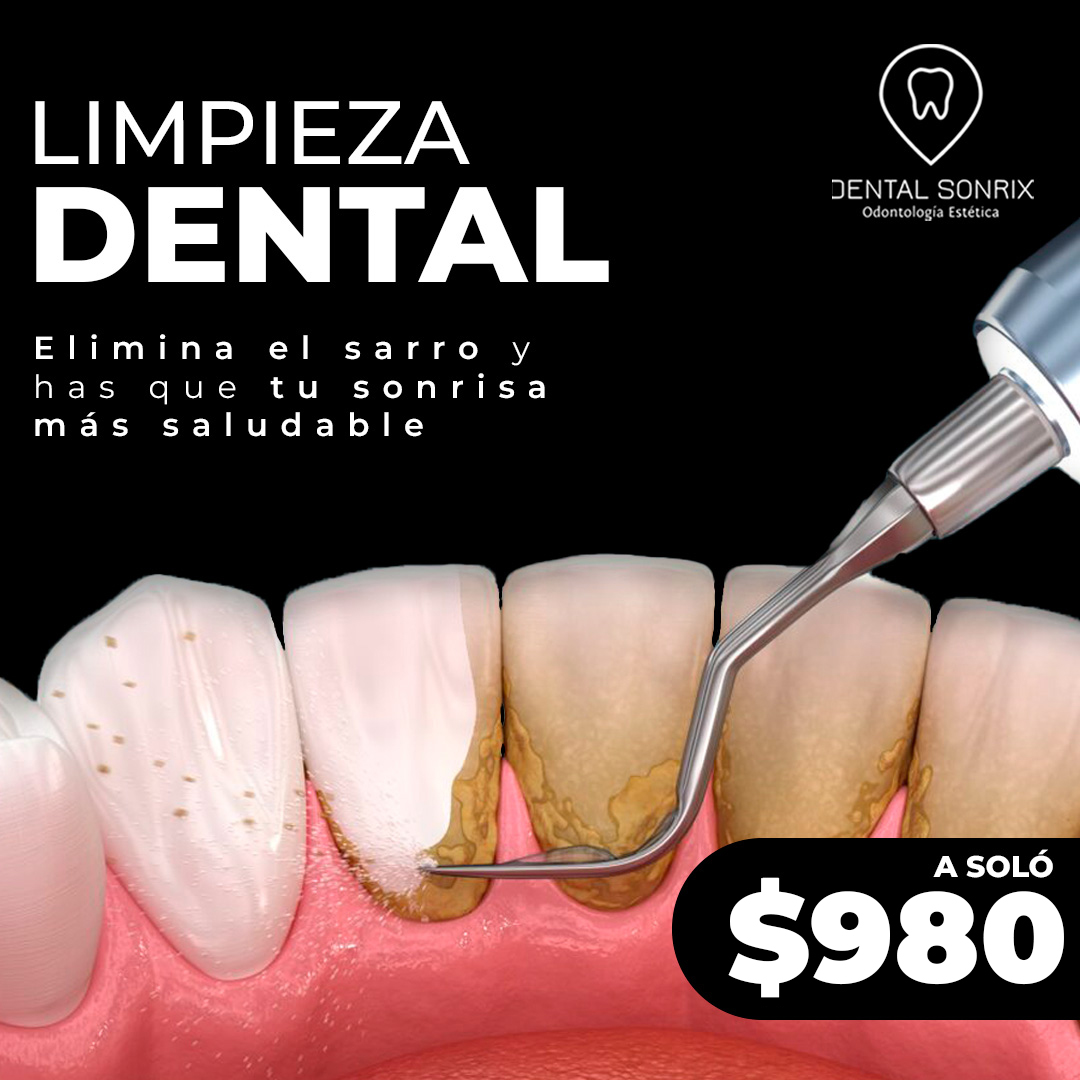 LIMPIEZA
DENTAL
Elimina el sarro y
has que tu sonrisa
más saludable
DENTAL SONRIX
Odontología Estética
A SOLÓ
$980